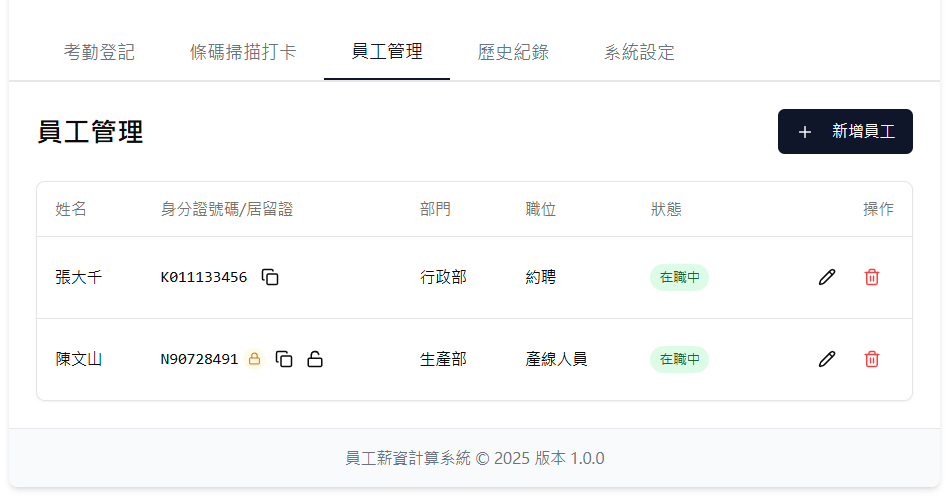 考勤登記 條碼掃描打卡 員工管理 歷史紀錄 系統設定
員工管理 + 新增員工
姓名 身分證號碼/居留證 部門 職位 狀態 操作
張大千 K011133456 行政部 約聘 在職中
陳文山 N90728491 生產部 產線人員 在職中
員工薪資計算系統 © 2025 版本 1.0.0